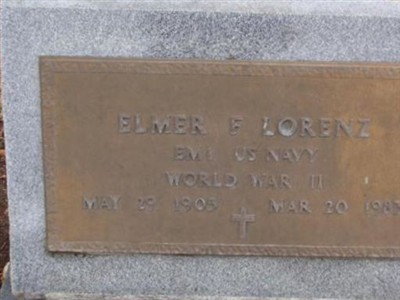 ELMER F LORENZ
EM1 US NAVY
WORLD WAR II
MAY 29 1905 MAR 20